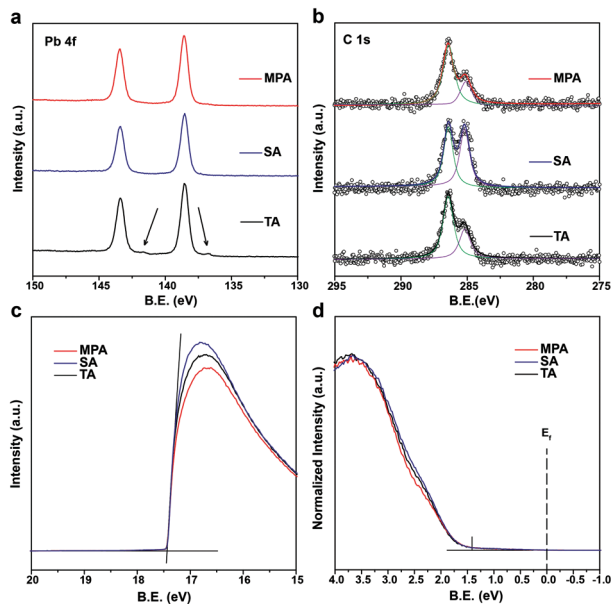 a
Pb 4f
MPA
SA
TA
Intensity (a.u.)
150 145 140 135 130
B.E. (eV)
b
C 1s
MPA
SA
TA
Intensity (a.u.)
295 290 285 280 275
B.E.(eV)
c
MPA
SA
TA
Intensity (a.u.)
20 19 18 17 16 15
B.E. (eV)
d
MPA
SA
TA
Ef
Normalized Intensity (a.u.)
4.0 3.5 3.0 2.5 2.0 1.5 1.0 0.5 0.0 -0.5 -1.0
B.E. (eV)